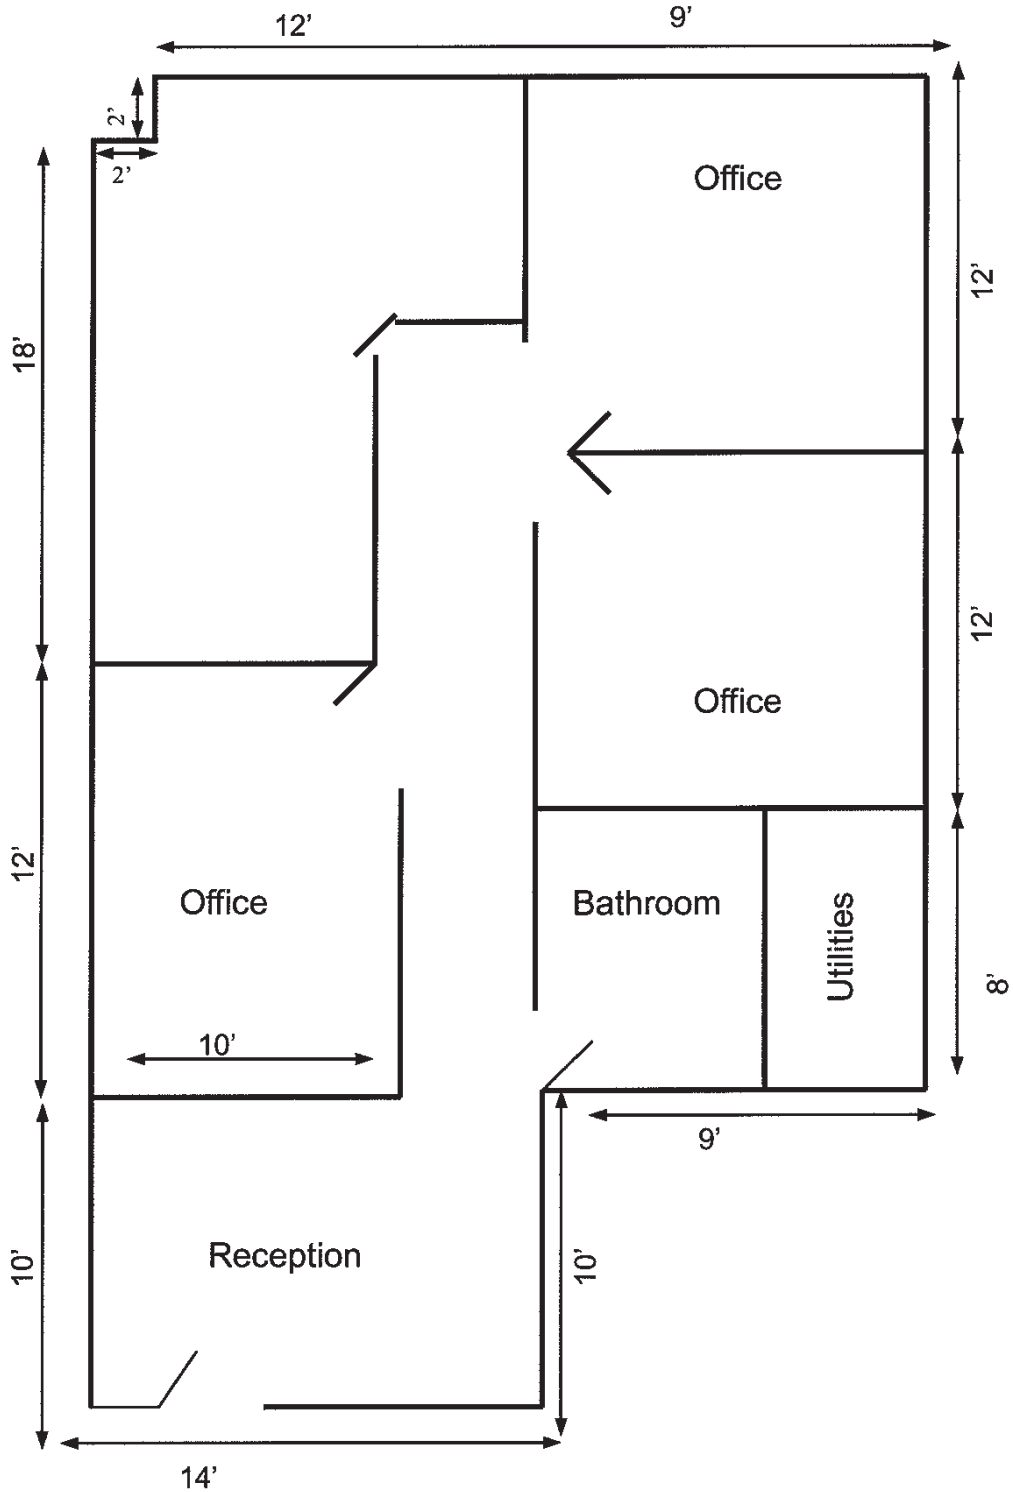 12’ 9’
2’
2’
Office
12’
18’
12’
Office
12’
Office
Bathroom
Utilities
8’
10’
9’
10’
Reception
10’
14’